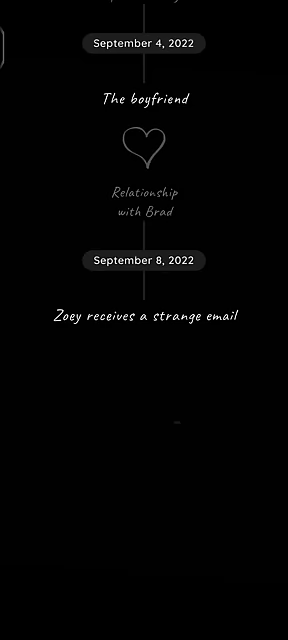 September 4, 2022
The boyfriend
Relationship
with Brad
September 8, 2022
Zoey receives a strange email